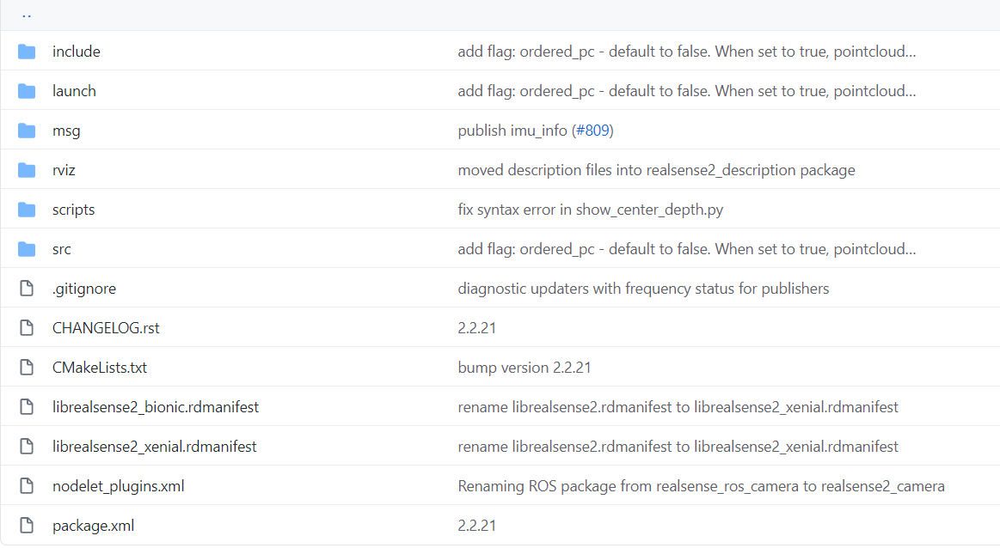 ..
include add flag: ordered_pc - default to false. When set to true, pointcloud…
launch add flag: ordered_pc - default to false. When set to true, pointcloud…
msg publish imu_info (#809)
rviz moved description files into realsense2_description package
scripts fix syntax error in show_center_depth.py
src add flag: ordered_pc - default to false. When set to true, pointcloud…
.gitignore diagnostic updaters with frequency status for publishers
CHANGELOG.rst 2.2.21
CMakeLists.txt bump version 2.2.21
librealsense2_bionic.rdmanifest rename librealsense2.rdmanifest to librealsense2_xenial.rdmanifest
librealsense2_xenial.rdmanifest rename librealsense2.rdmanifest to librealsense2_xenial.rdmanifest
nodelet_plugins.xml Renaming ROS package from realsense_ros_camera to realsense2_camera
package.xml 2.2.21